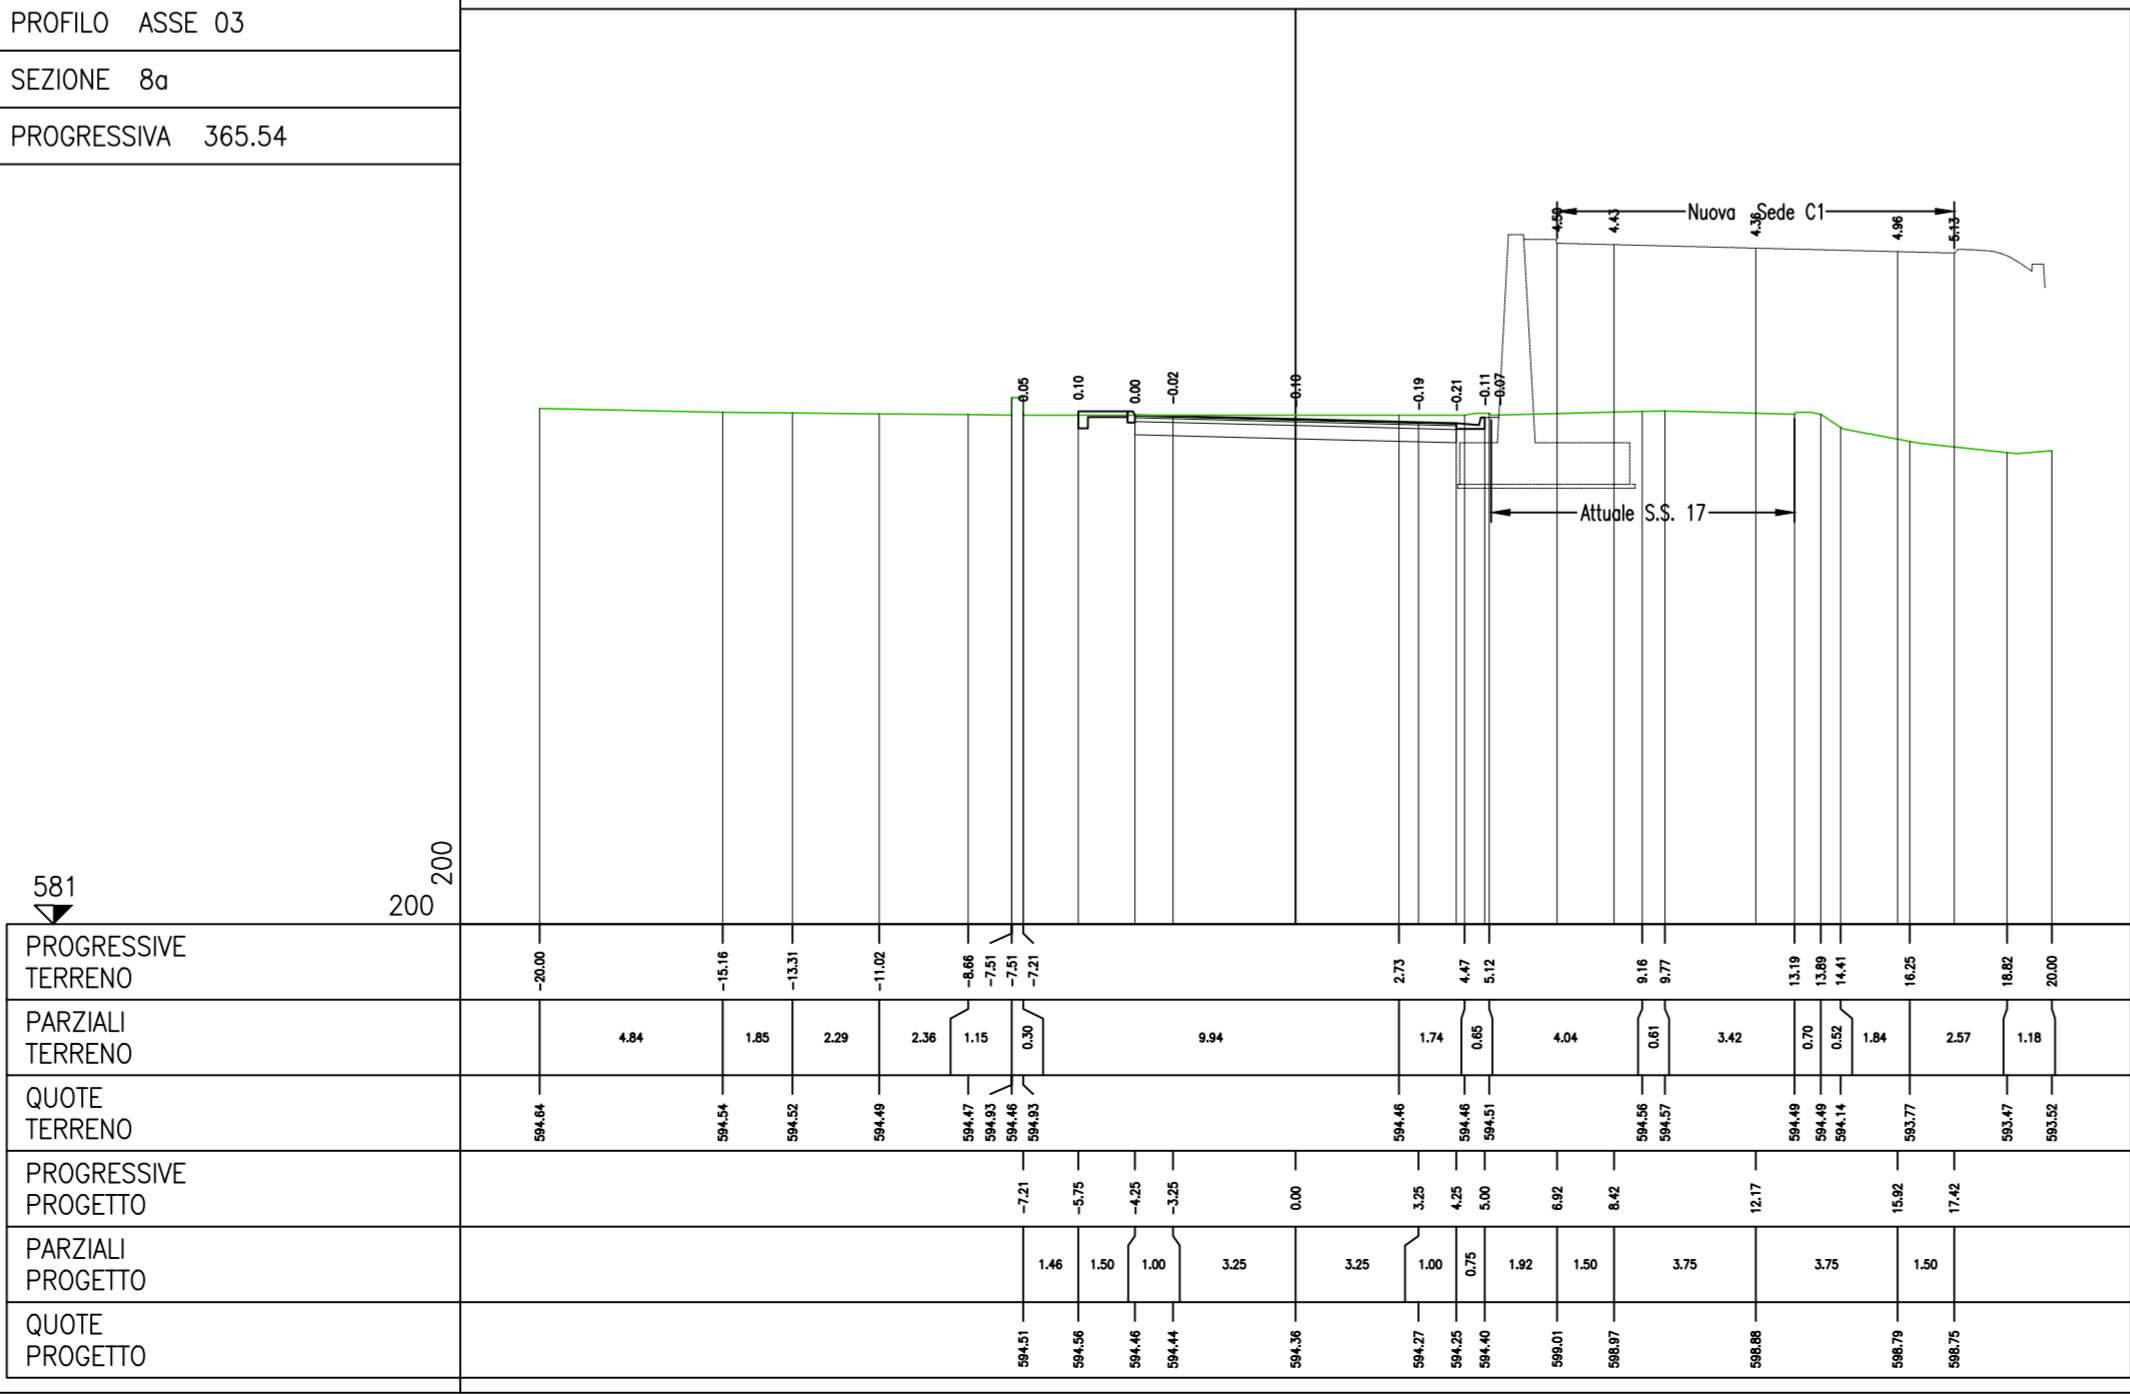 PROFILO ASSE 03
SEZIONE 8a
PROGRESSIVA 365.54
Nuova Sede C1
4.50 4.43 4.36 4.96 5.13
0.05 0.10 0.00 -0.02 -0.10 -0.19 -0.21 -0.11 -0.07
Attuale S.S. 17
581
200
200
PROGRESSIVE
TERRENO
-20.00 -15.16 -13.31 -11.02 -8.66 -7.51 -7.51 -7.21 2.73 4.47 5.12 9.16 9.77 13.19 13.89 14.41 16.25 18.82 20.00
PARZIALI
TERRENO
4.84 1.85 2.29 2.36 1.15 0.30 9.94 1.74 0.65 4.04 0.61 3.42 0.70 0.52 1.84 2.57 1.18
QUOTE
TERRENO
594.64 594.54 594.52 594.49 594.47 594.93 594.46 594.93 594.46 594.46 594.51 594.56 594.57 594.49 594.49 594.14 593.77 593.47 593.52
PROGRESSIVE
PROGETTO
-7.21 -5.75 -4.25 -3.25 0.00 3.25 4.25 5.00 6.92 8.42 12.17 15.92 17.42
PARZIALI
PROGETTO
1.46 1.50 1.00 3.25 3.25 1.00 0.75 1.92 1.50 3.75 3.75 1.50
QUOTE
PROGETTO
594.51 594.56 594.46 594.44 594.36 594.27 594.25 594.40 599.01 598.97 598.88 598.79 598.75